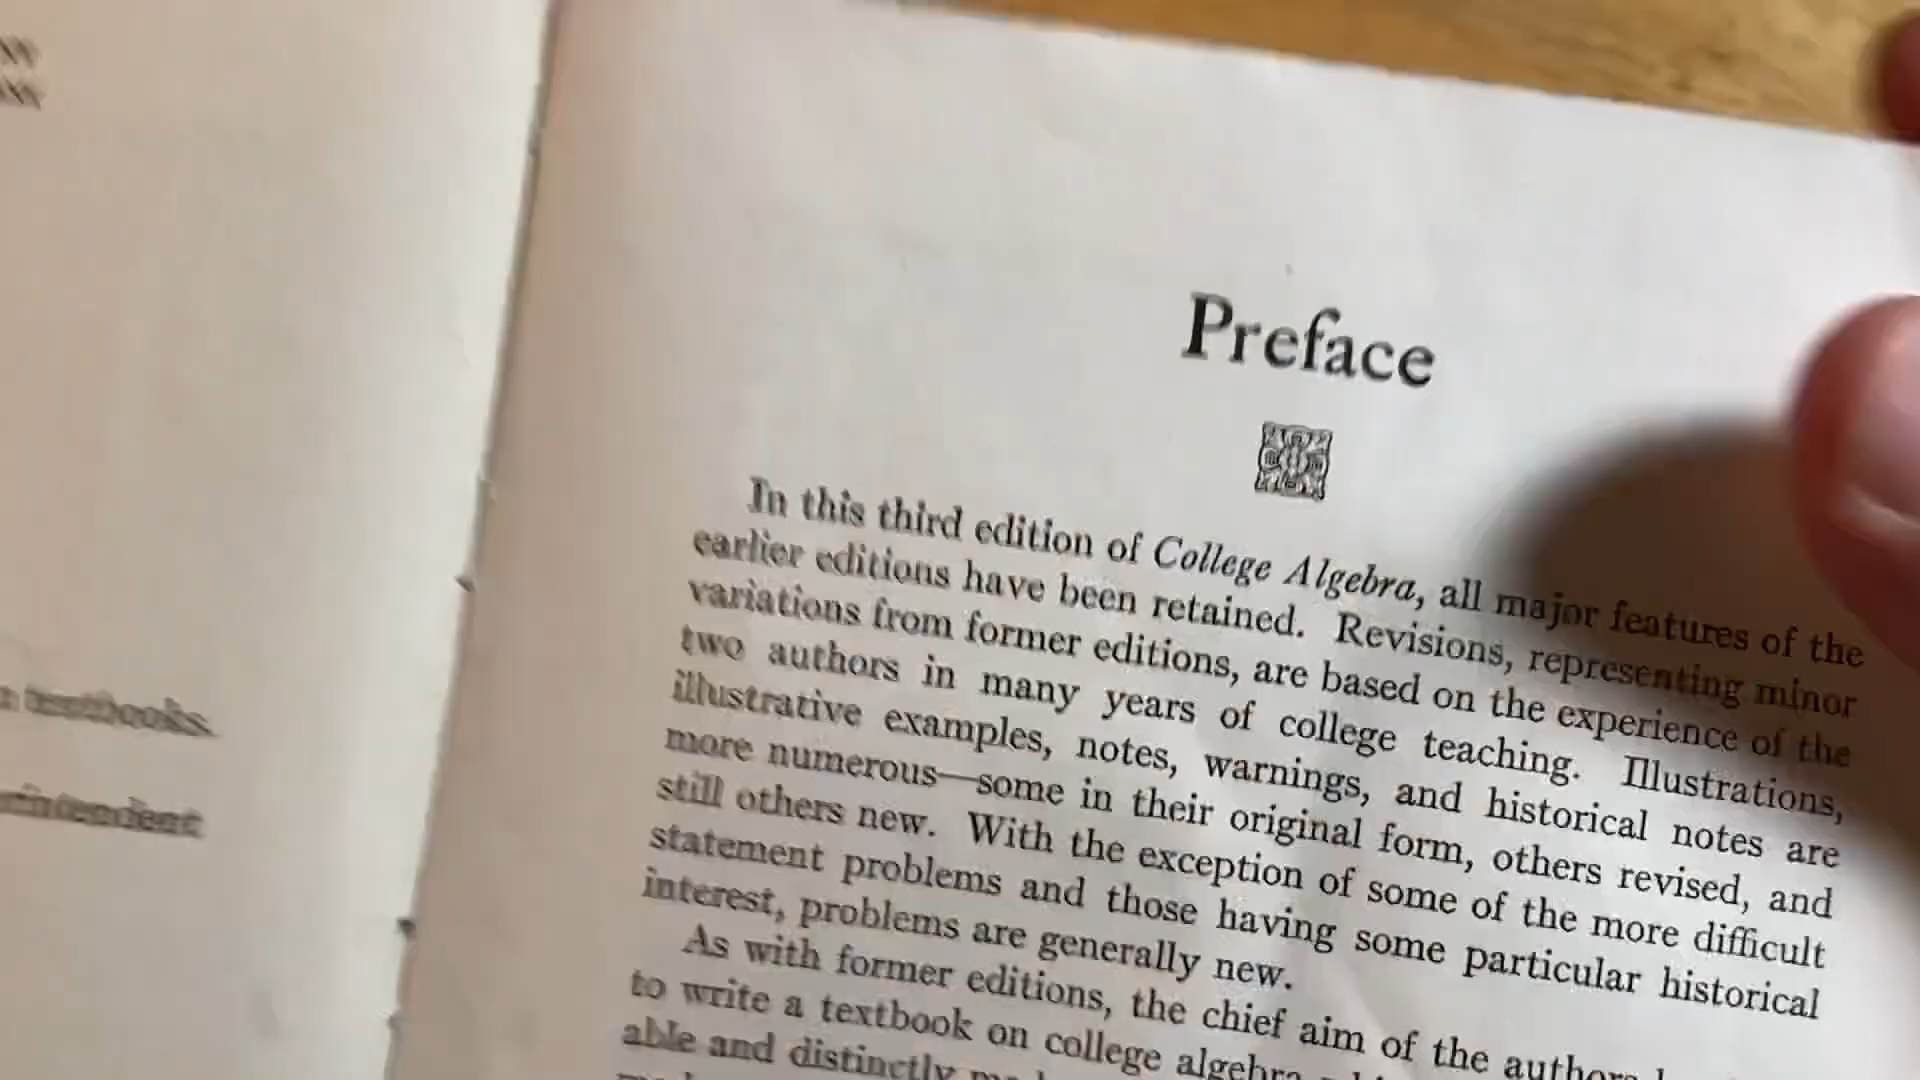 textbooks.
Preface
In this third edition of College Algebra, all major features of the
earlier editions have been retained. Revisions, representing minor
variations from former editions, are based on the experience of the
two authors in many years of college teaching. Illustrations,
illustrative examples, notes, warnings, and historical notes are
more numerous—some in their original form, others revised, and
still others new. With the exception of some of the more difficult
statement problems and those having some particular historical
interest, problems are generally new.
As with former editions, the chief aim of the authors
to write a textbook on college algebra
able and distinctly